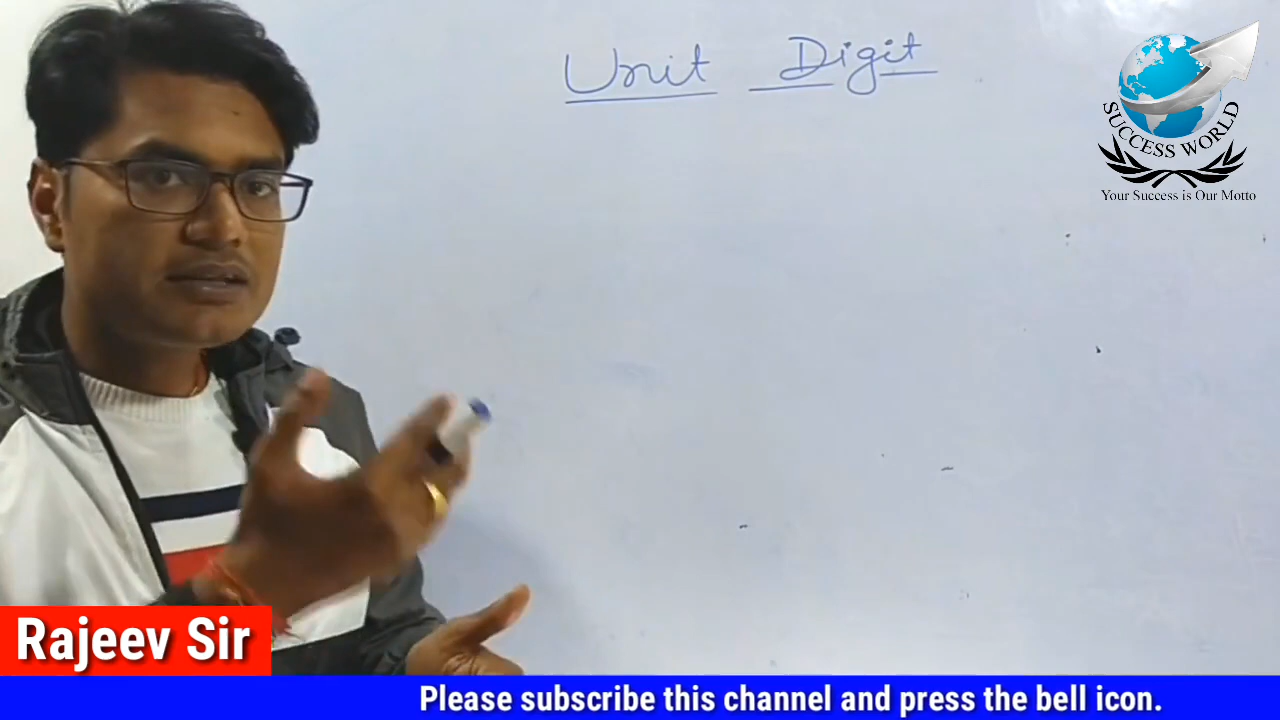 Unit Digit
SUCCESS WORLD
Your Success is Our Motto
Rajeev Sir
Please subscribe this channel and press the bell icon.